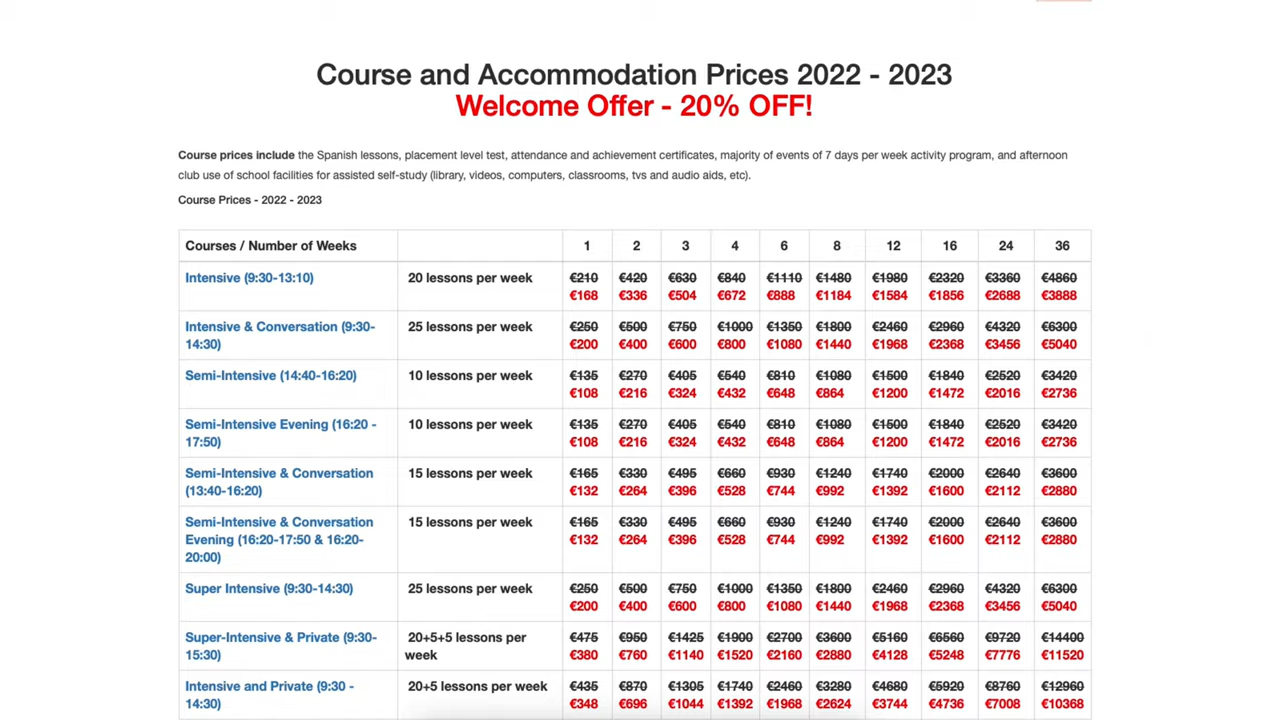 Course and Accommodation Prices 2022 - 2023
Welcome Offer - 20% OFF!
Course prices include the Spanish lessons, placement level test, attendance and achievement certificates, majority of events of 7 days per week activity program, and afternoon
club use of school facilities for assisted self-study (library, videos, computers, classrooms, tvs and audio aids, etc).
Course Prices - 2022 - 2023
Courses / Number of Weeks 1 2 3 4 6 8 12 16 24 36
Intensive (9:30-13:10) 20 lessons per week €210 €420 €630 €840 €1110 €1480 €1980 €2320 €3360 €4860
€168 €336 €504 €672 €888 €1184 €1584 €1856 €2688 €3888
Intensive & Conversation (9:30- 25 lessons per week €250 €500 €750 €1000 €1350 €1800 €2460 €2960 €4320 €6300
14:30) €200 €400 €600 €800 €1080 €1440 €1968 €2368 €3456 €5040
Semi-Intensive (14:40-16:20) 10 lessons per week €135 €270 €405 €540 €810 €1080 €1500 €1840 €2520 €3420
€108 €216 €324 €432 €648 €864 €1200 €1472 €2016 €2736
Semi-Intensive Evening (16:20 - 10 lessons per week €135 €270 €405 €540 €810 €1080 €1500 €1840 €2520 €3420
17:50) €108 €216 €324 €432 €648 €864 €1200 €1472 €2016 €2736
Semi-Intensive & Conversation 15 lessons per week €165 €330 €495 €660 €930 €1240 €1740 €2000 €2640 €3600
(13:40-16:20) €132 €264 €396 €528 €744 €992 €1392 €1600 €2112 €2880
Semi-Intensive & Conversation 15 lessons per week €165 €330 €495 €660 €930 €1240 €1740 €2000 €2640 €3600
Evening (16:20-17:50 & 16:20- €132 €264 €396 €528 €744 €992 €1392 €1600 €2112 €2880
20:00)
Super Intensive (9:30-14:30) 25 lessons per week €250 €500 €750 €1000 €1350 €1800 €2460 €2960 €4320 €6300
€200 €400 €600 €800 €1080 €1440 €1968 €2368 €3456 €5040
Super-Intensive & Private (9:30- 20+5+5 lessons per €475 €950 €1425 €1900 €2700 €3600 €5160 €6560 €9720 €14400
15:30) week €380 €760 €1140 €1520 €2160 €2880 €4128 €5248 €7776 €11520
Intensive and Private (9:30 - 20+5 lessons per week €435 €870 €1305 €1740 €2460 €3280 €4680 €5920 €8760 €12960
14:30) €348 €696 €1044 €1392 €1968 €2624 €3744 €4736 €7008 €10368